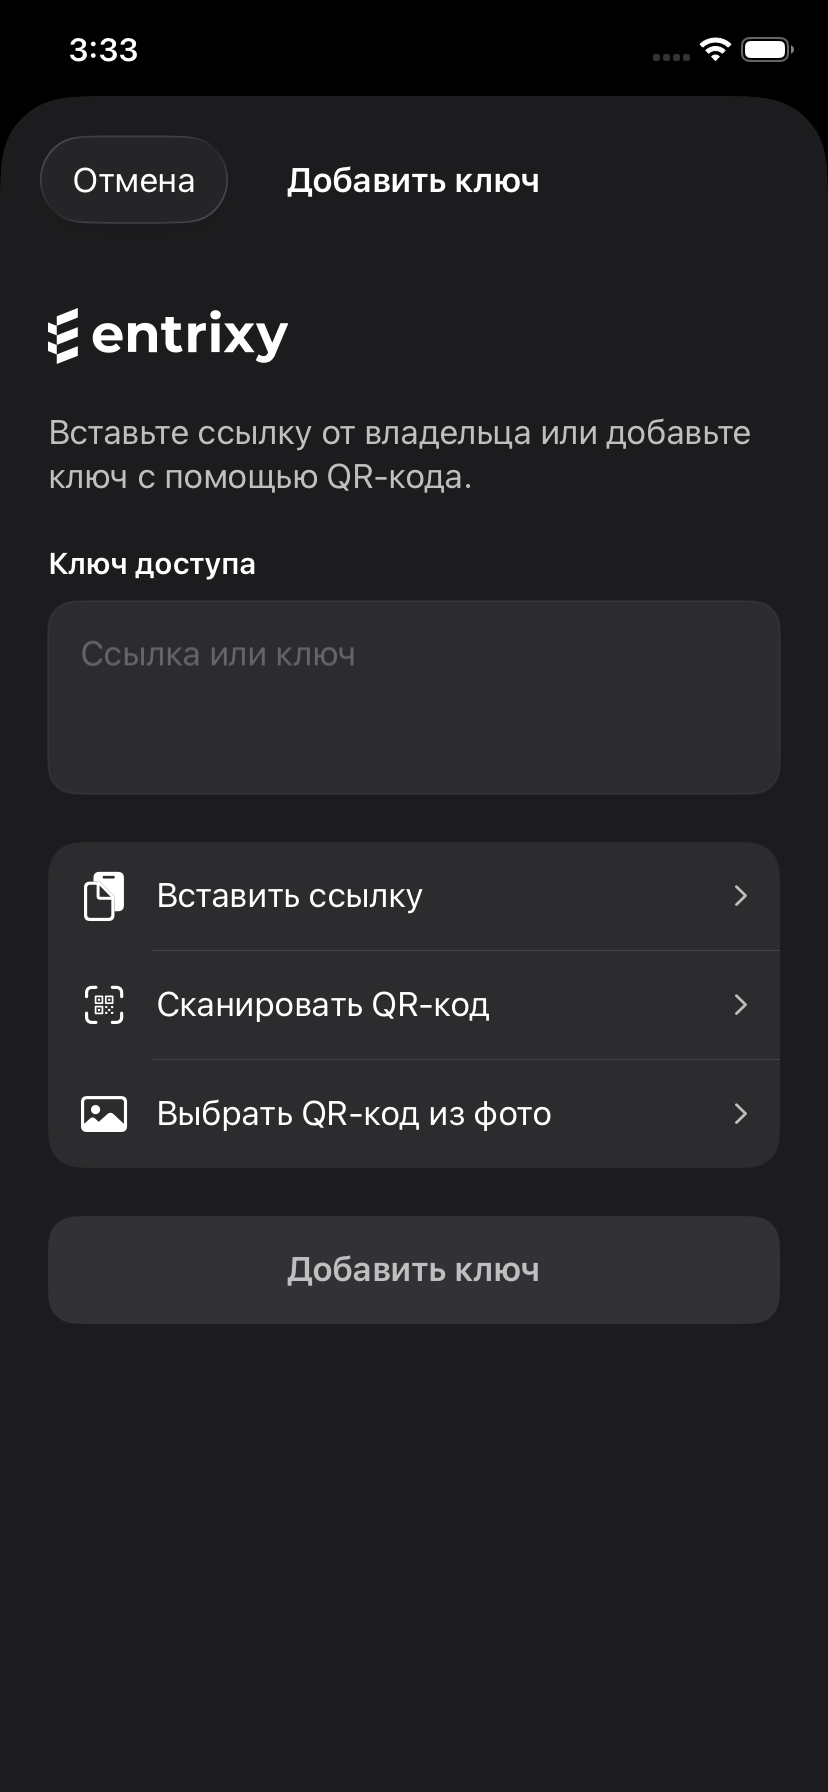 3:33
Отмена
Добавить ключ
entrixy
Вставьте ссылку от владельца или добавьте
ключ с помощью QR-кода.
Ключ доступа
Ссылка или ключ
Вставить ссылку
Сканировать QR-код
Выбрать QR-код из фото
Добавить ключ